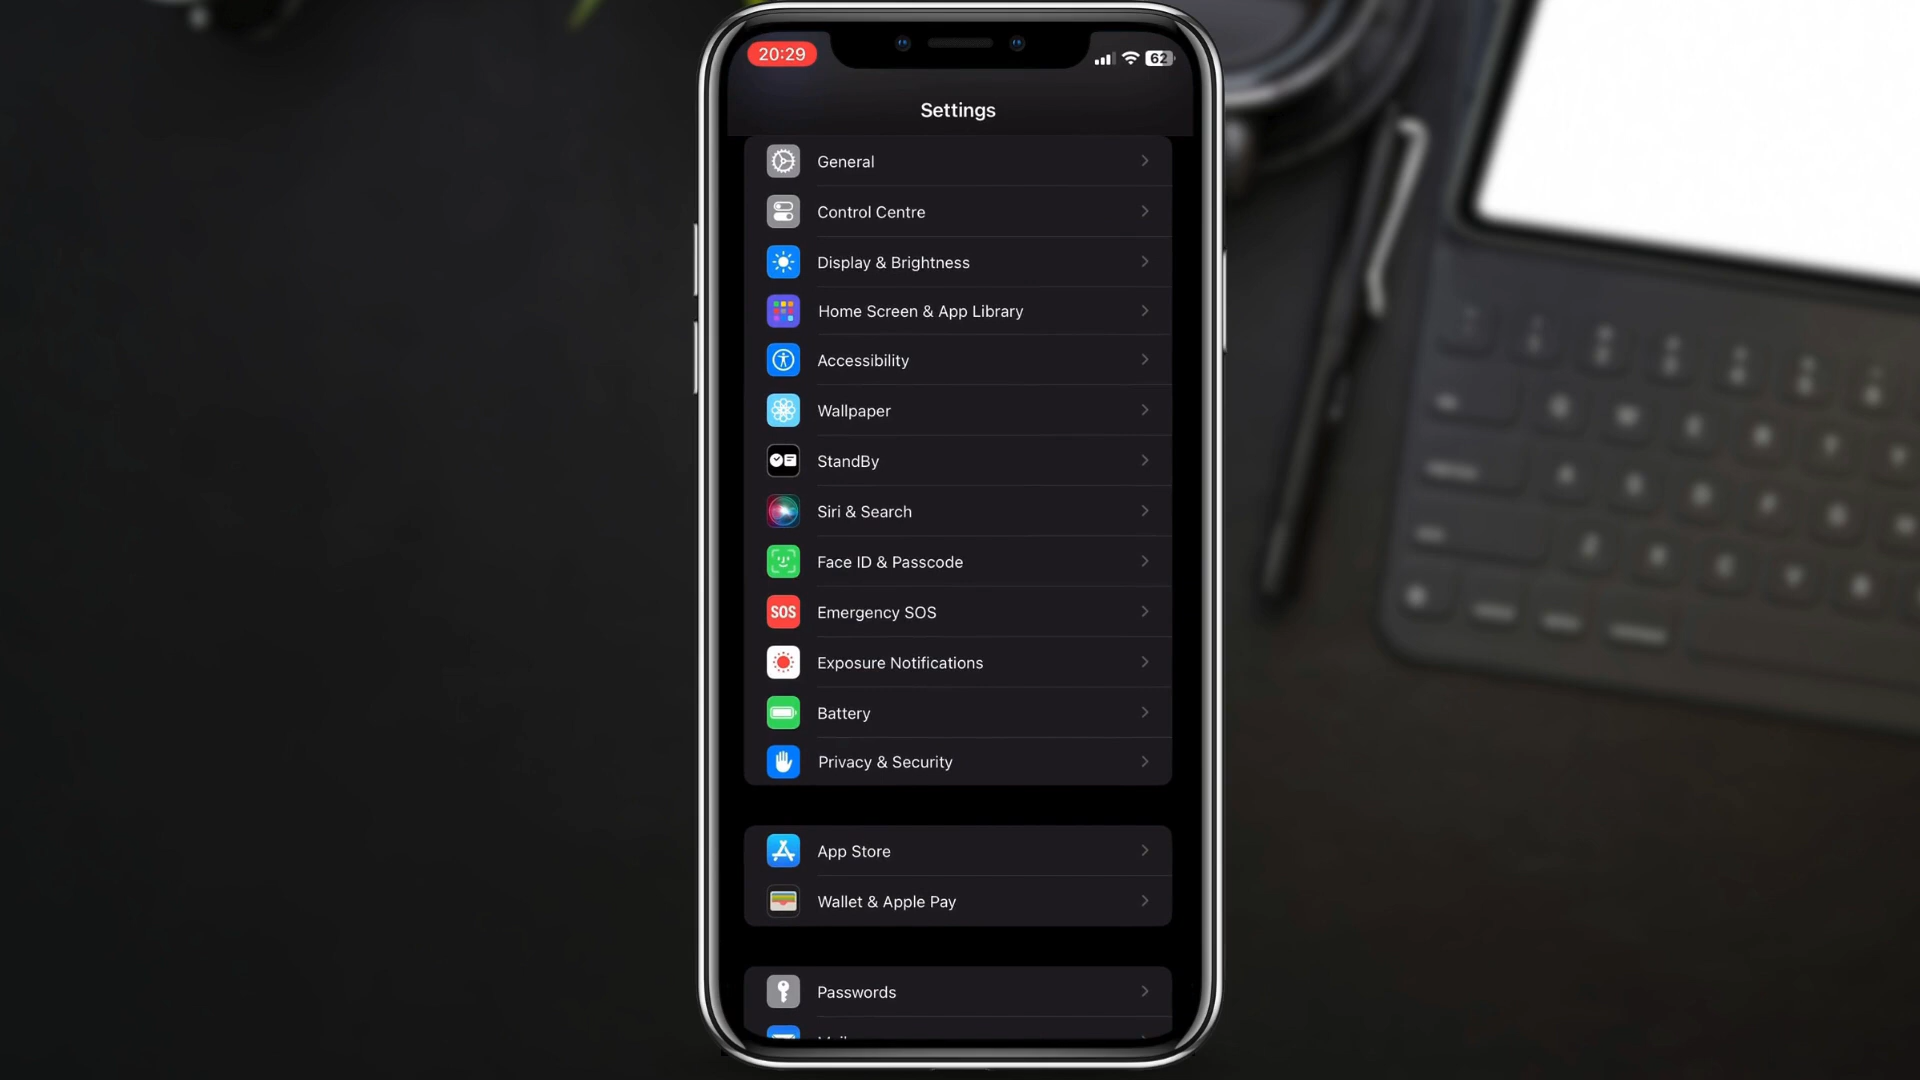 20:29
62
Settings
General
Control Centre
Display & Brightness
Home Screen & App Library
Accessibility
Wallpaper
StandBy
Siri & Search
Face ID & Passcode
SOS Emergency SOS
Exposure Notifications
Battery
Privacy & Security
App Store
Wallet & Apple Pay
Passwords